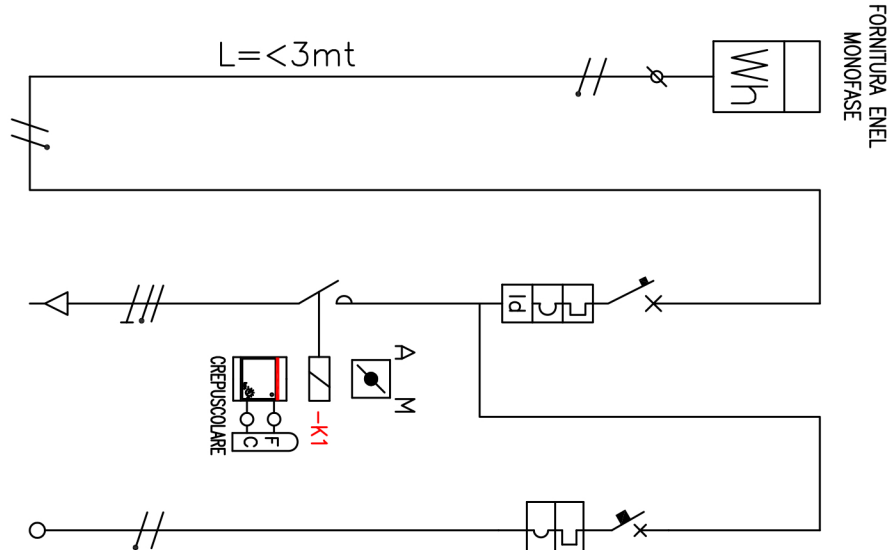 FORNITURA ENEL
MONOFASE
Wh
L=<3mt
Id
A
M
-K1
CREPUSCOLARE
F
C